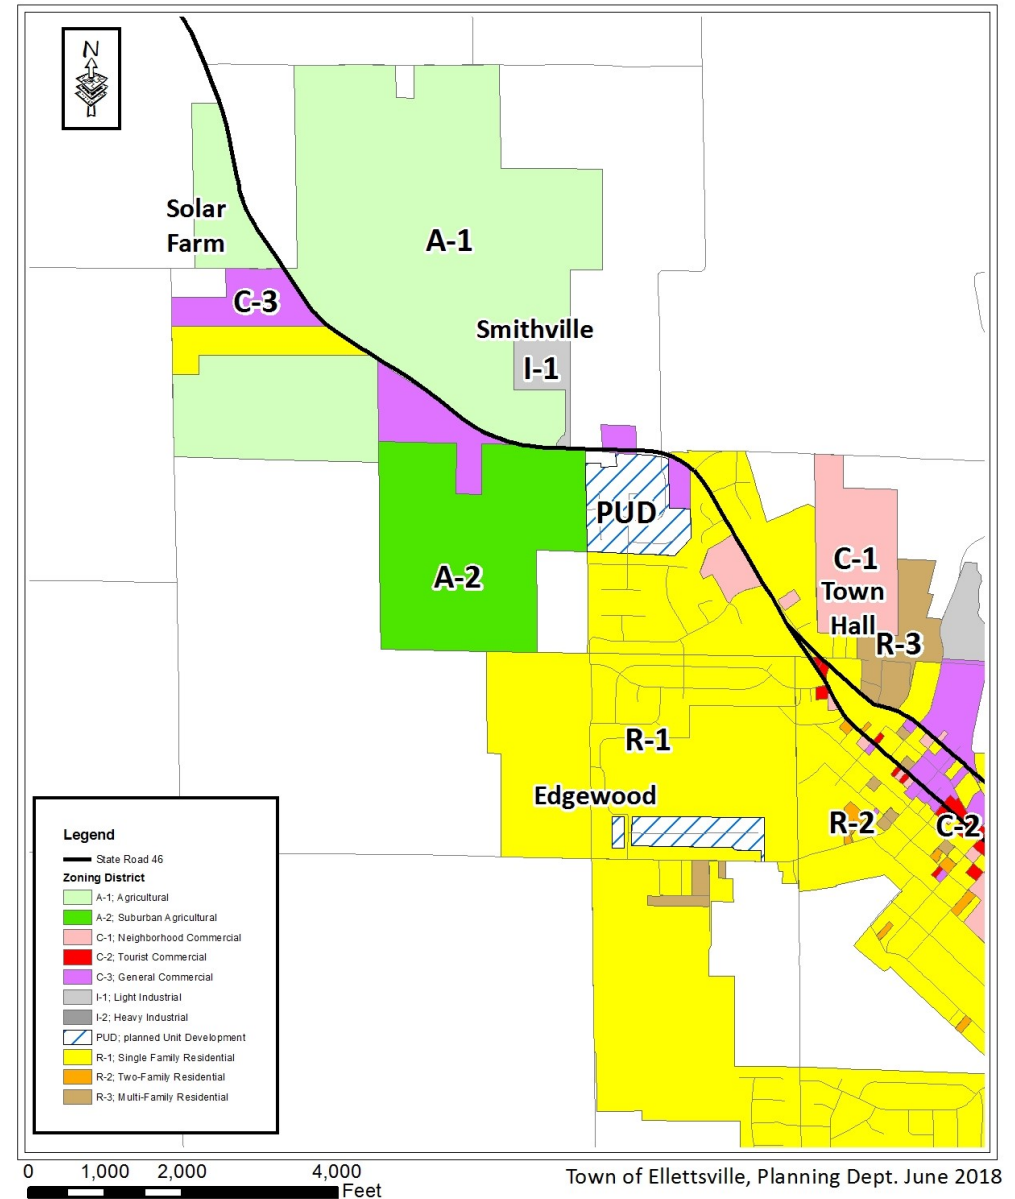 N
Solar
Farm
A-1
C-3
Smithville
I-1
PUD
A-2
C-1
Town
Hall
R-3
R-1
Edgewood
R-2
C-2
Legend
State Road 46
Zoning District
A-1; Agricultural
A-2; Suburban Agricultural
C-1; Neighborhood Commercial
C-2; Tourist Commercial
C-3; General Commercial
I-1; Light Industrial
I-2; Heavy Industrial
PUD; planned Unit Development
R-1; Single Family Residential
R-2; Two-Family Residential
R-3; Multi-Family Residential
0 1,000 2,000 4,000
Feet
Town of Ellettsville, Planning Dept. June 2018